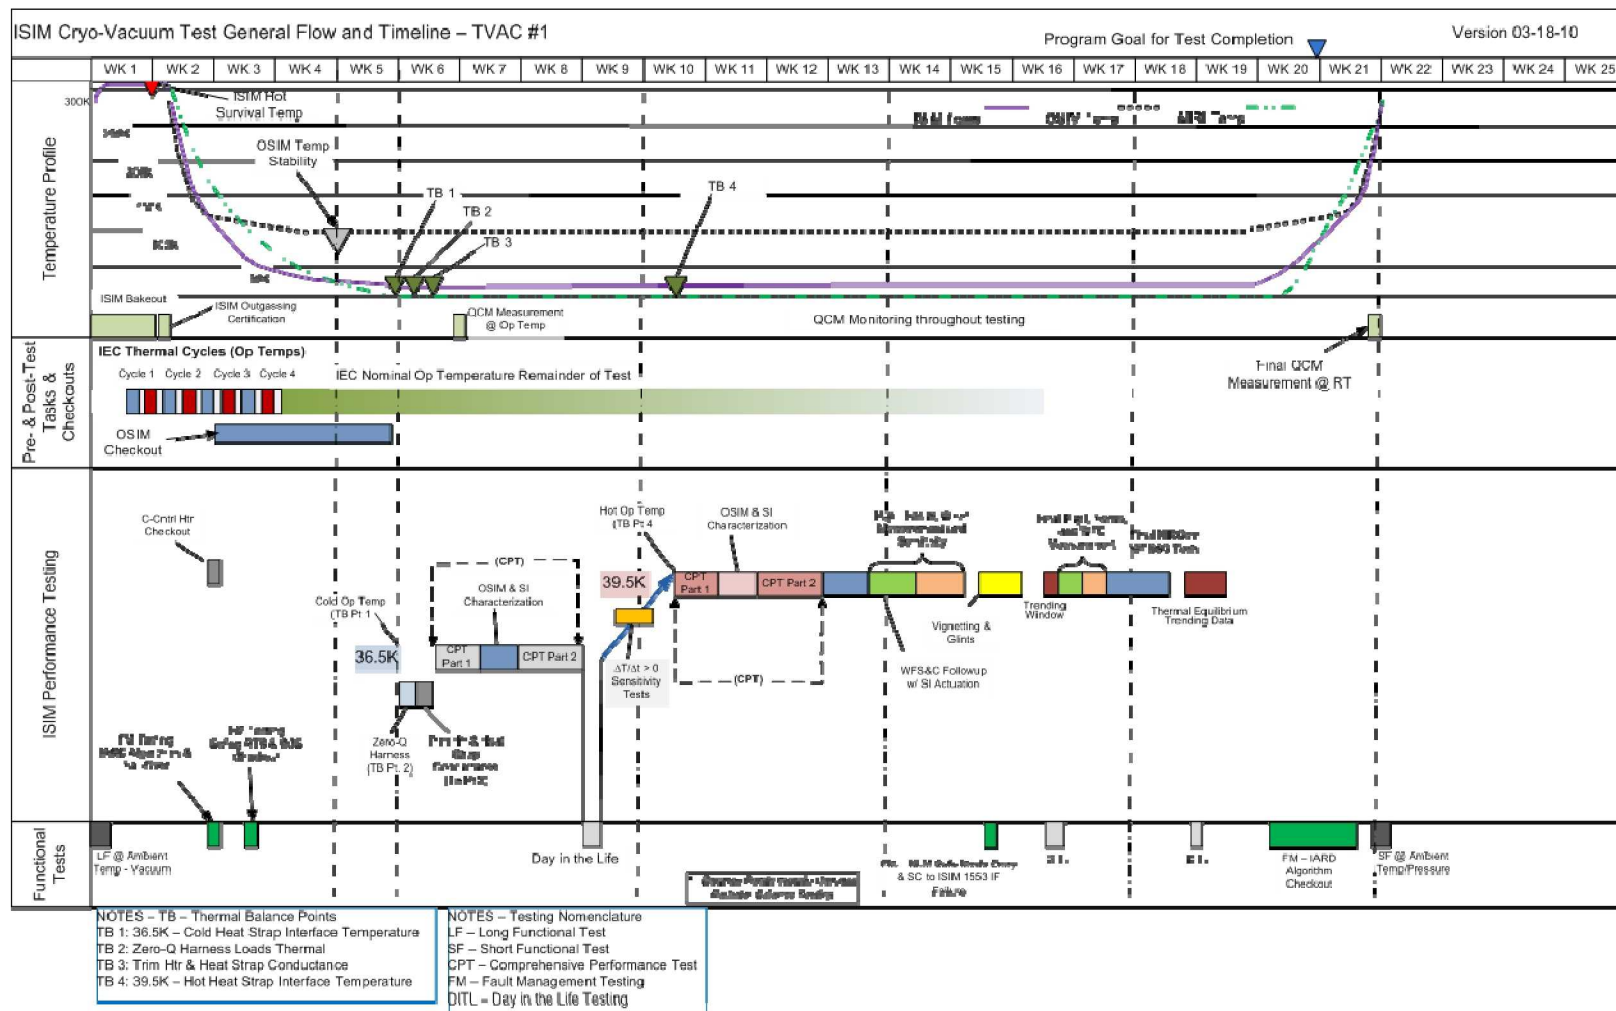 ISIM Cryo-Vacuum Test General Flow and Timeline – TVAC #1
Program Goal for Test Completion
Version 03-18-10
WK 1 WK 2 WK 3 WK 4 WK 5 WK 6 WK 7 WK 8 WK 9 WK 10 WK 11 WK 12 WK 13 WK 14 WK 15 WK 16 WK 17 WK 18 WK 19 WK 20 WK 21 WK 22 WK 23 WK 24 WK 25
Temperature Profile
300K
ISIM Hot
Survival Temp
OSIM Temp
Stability
TB 1
TB 2
TB 3
TB 4
ISIM Bakeout
ISIM Outgassing
Certification
QCM Measurement
@ Op Temp
QCM Monitoring throughout testing
Final QCM
Measurement @ RT
Pre- & Post-Test
Tasks &
Checkouts
IEC Thermal Cycles (Op Temps)
Cycle 1 Cycle 2 Cycle 3 Cycle 4
IEC Nominal Op Temperature Remainder of Test
OSIM
Checkout
ISIM Performance Testing
C-Cntrl Htr
Checkout
Cold Op Temp
(TB Pt 1
36.5K
(CPT)
OSIM & SI
Characterization
CPT
Part 1
CPT Part 2
Zero-Q
Harness
(TB Pt. 2)
Hot Op Temp
(TB Pt 4
39.5K
ΔT/Δt > 0
Sensitivity
Tests
OSIM & SI
Characterization
CPT
Part 1
CPT Part 2
(CPT)
WFS&C Followup
w/ SI Actuation
Vignetting &
Glints
Trending
Window
Thermal Equilibrium
Trending Data
Functional
Tests
LF @ Ambient
Temp - Vacuum
Day in the Life
& SC to ISIM 1553 IF
Failure
FM – IARD
Algorithm
Checkout
SF @ Ambient
Temp/Pressure
NOTES – TB – Thermal Balance Points
TB 1: 36.5K – Cold Heat Strap Interface Temperature
TB 2: Zero-Q Harness Loads Thermal
TB 3: Trim Htr & Heat Strap Conductance
TB 4: 39.5K – Hot Heat Strap Interface Temperature
NOTES – Testing Nomenclature
LF – Long Functional Test
SF – Short Functional Test
CPT – Comprehensive Performance Test
FM – Fault Management Testing
DITL – Day in the Life Testing